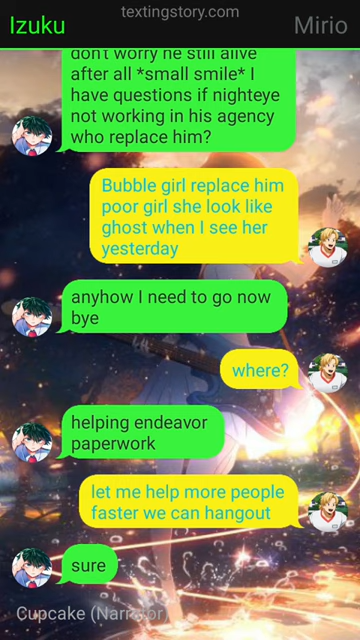 textingstory.com
Izuku
Mirio
don't worry he still alive
after all *small smile* I
have questions if nighteye
not working in his agency
who replace him?
Bubble girl replace him
poor girl she look like
ghost when I see her
yesterday
anyhow I need to go now
bye
where?
helping endeavor
paperwork
let me help more people
faster we can hangout
sure
Cupcake (Narrator)